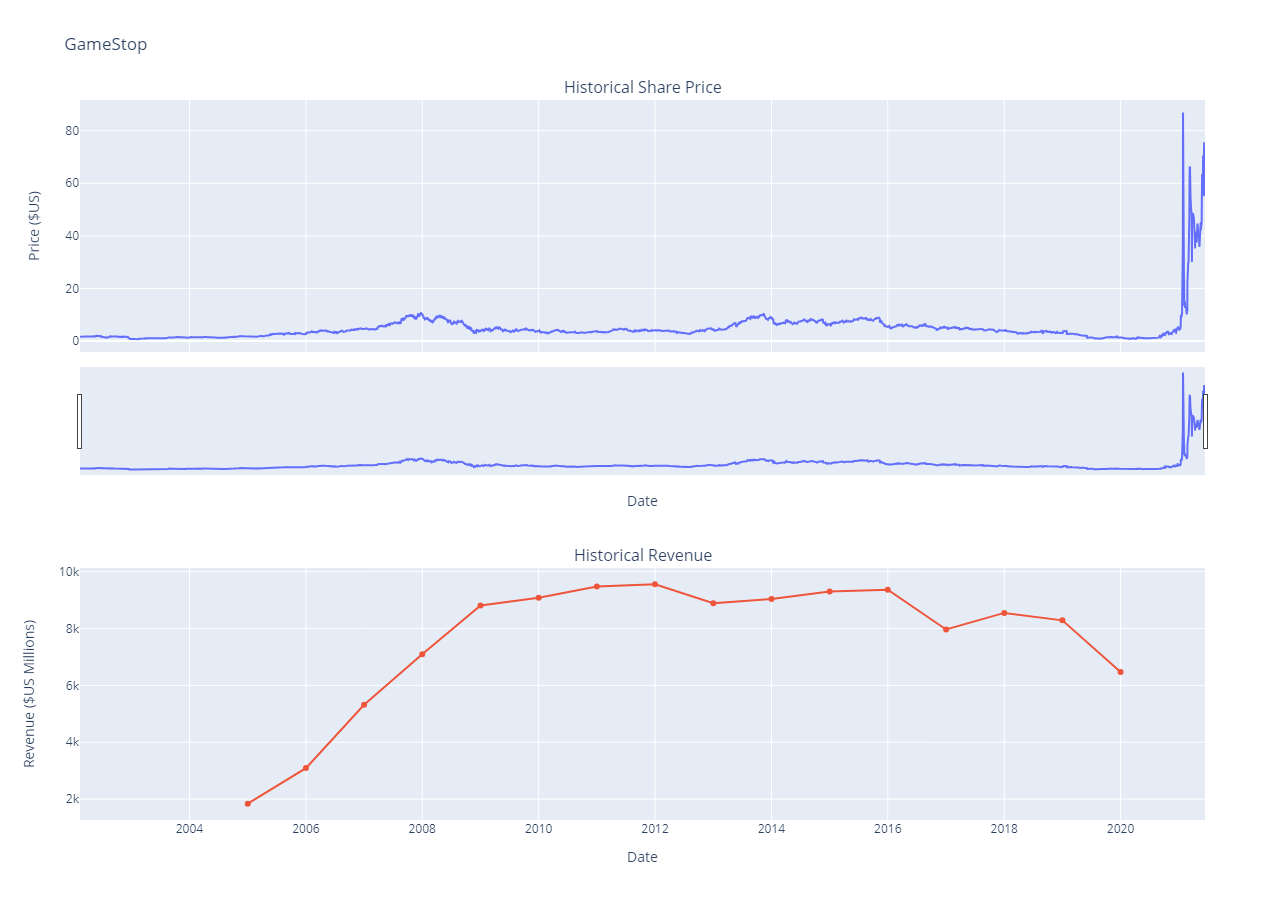 GameStop
Historical Share Price
Price ($US)
80
60
40
20
0
Date
Historical Revenue
Revenue ($US Millions)
10k
8k
6k
4k
2k
2004 2006 2008 2010 2012 2014 2016 2018 2020
Date